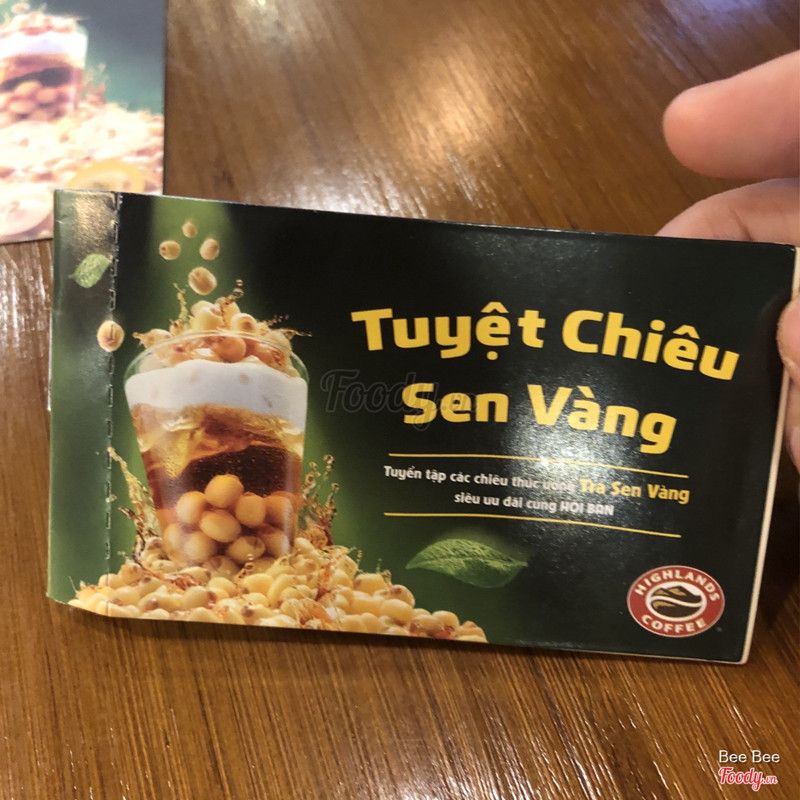 Tuyệt Chiêu
Sen Vàng
Tuyển tập các chiêu thức uống Trà Sen Vàng
siêu ưu đãi cùng HỘI BẠN
HIGHLANDS
COFFEE
Foody.vn
Bee Bee
Foody.vn